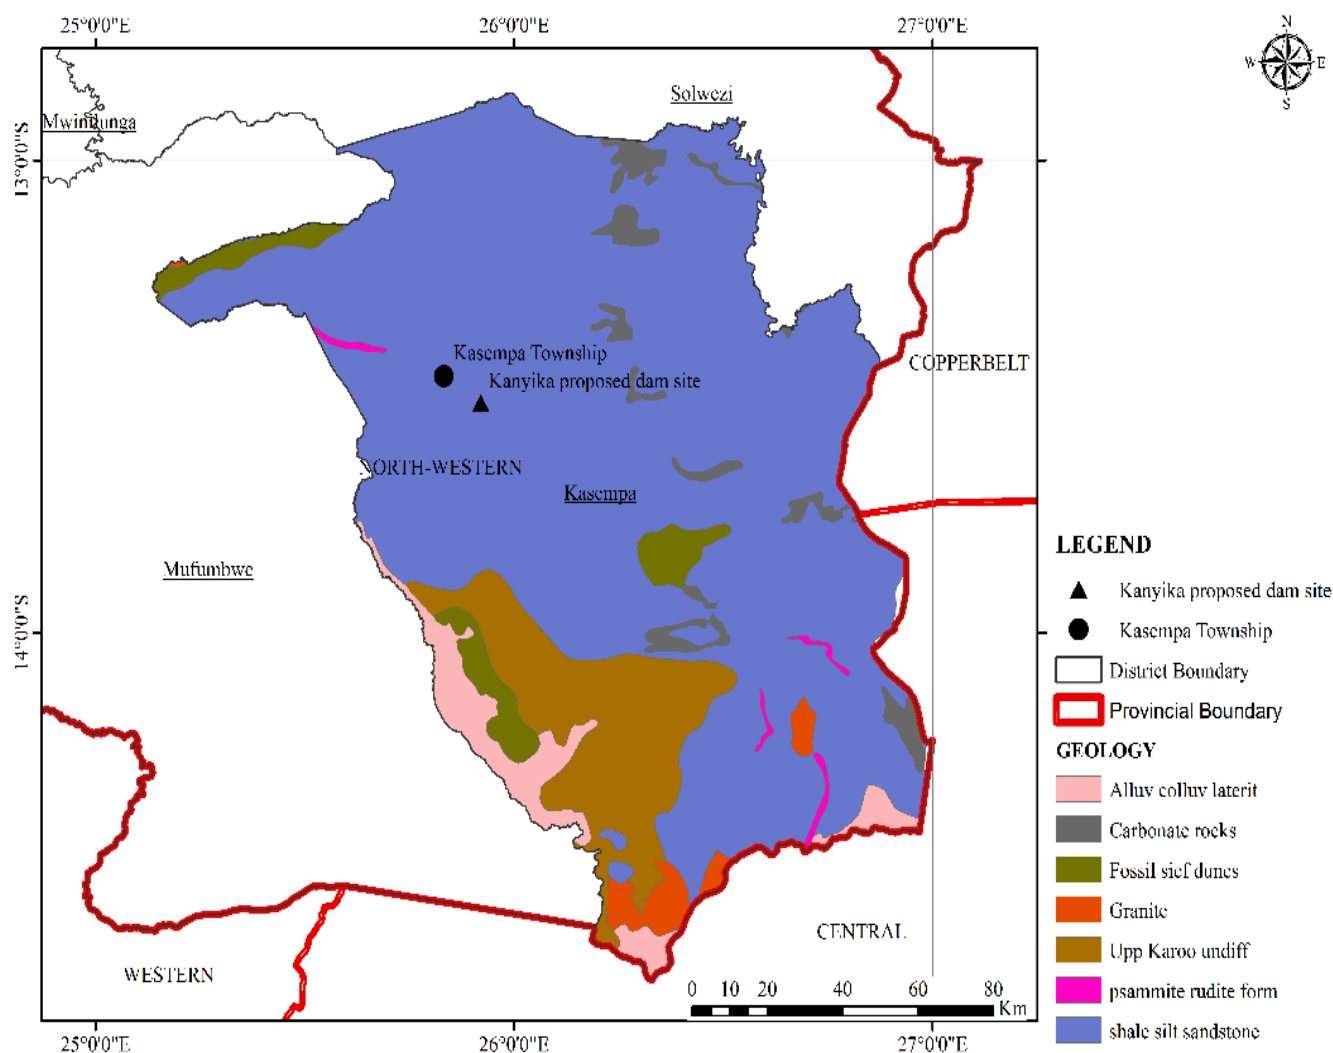 25°0'0"E 26°0'0"E 27°0'0"E
N
W E
S
Solwezi
Mwinilunga
13°0'0"S
Kasempa Township
Kanyika proposed dam site
COPPERBELT
NORTH-WESTERN
Kasempa
Mufumbwe
14°0'0"S
CENTRAL
WESTERN
0 5 10 20 40 60 80
Km
25°0'0"E 26°0'0"E 27°0'0"E
LEGEND
Kanyika proposed dam site
Kasempa Township
District Boundary
Provincial Boundary
GEOLOGY
Alluv colluv laterit
Carbonate rocks
Fossil sief dunes
Granite
Upp Karoo undiff
psammite rudite form
shale silt sandstone